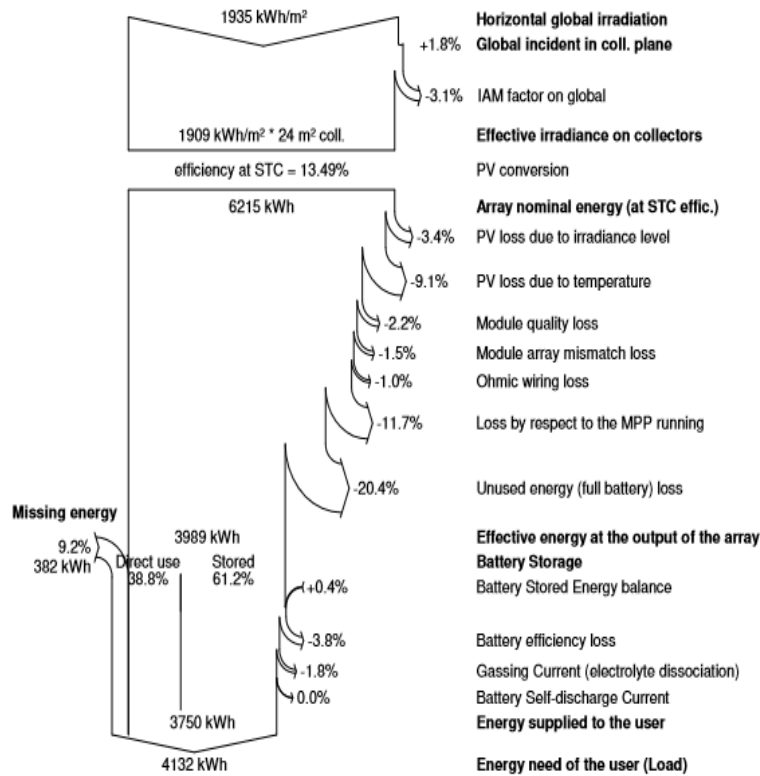 1935 kWh/m² Horizontal global irradiation
+1.8% Global incident in coll. plane
-3.1% IAM factor on global
1909 kWh/m² * 24 m² coll. Effective irradiance on collectors
efficiency at STC = 13.49% PV conversion
6215 kWh Array nominal energy (at STC effic.)
-3.4% PV loss due to irradiance level
-9.1% PV loss due to temperature
-2.2% Module quality loss
-1.5% Module array mismatch loss
-1.0% Ohmic wiring loss
-11.7% Loss by respect to the MPP running
-20.4% Unused energy (full battery) loss
Missing energy
3989 kWh Effective energy at the output of the array
9.2% Direct use Stored Battery Storage
382 kWh 38.8% 61.2%
+0.4% Battery Stored Energy balance
-3.8% Battery efficiency loss
-1.8% Gassing Current (electrolyte dissociation)
0.0% Battery Self-discharge Current
3750 kWh Energy supplied to the user
4132 kWh Energy need of the user (Load)